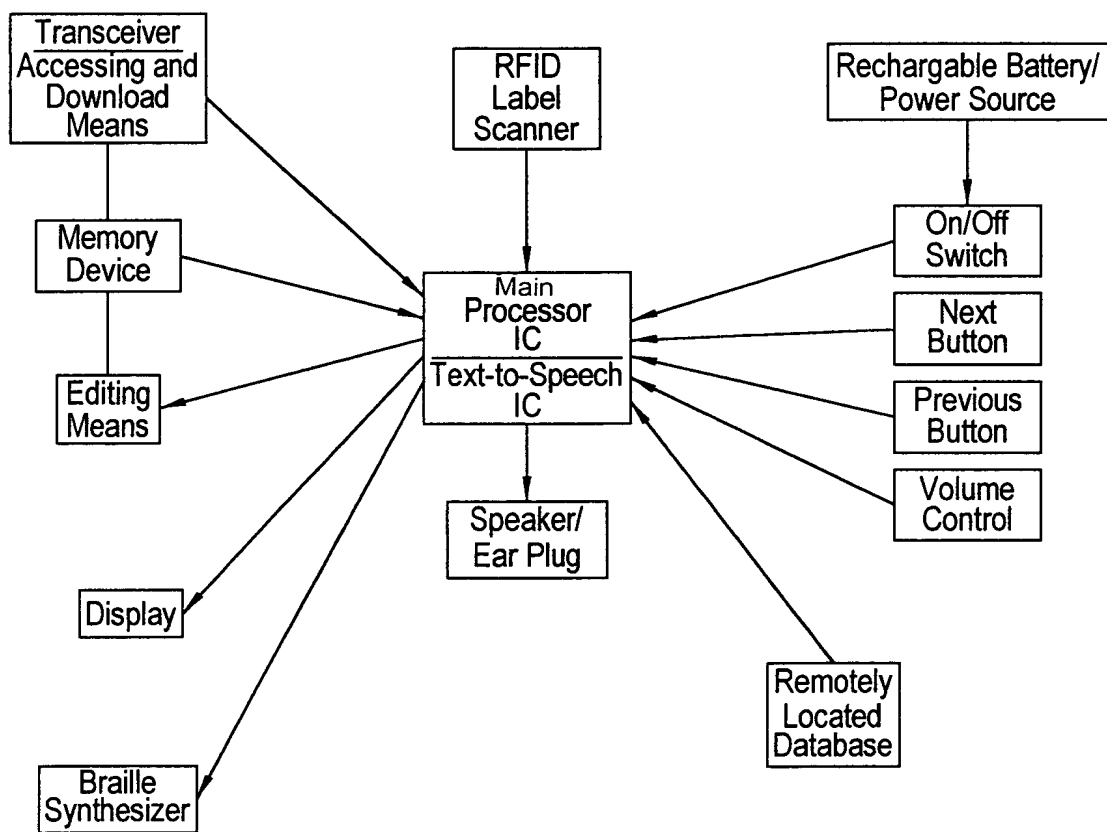 Transceiver
Accessing and
Download
Means
RFID
Label
Scanner
Rechargable Battery/
Power Source
Memory
Device
On/Off
Switch
Main
Processor
IC
Text-to-Speech
IC
Next
Button
Editing
Means
Previous
Button
Volume
Control
Speaker/
Ear Plug
Display
Remotely
Located
Database
Braille
Synthesizer